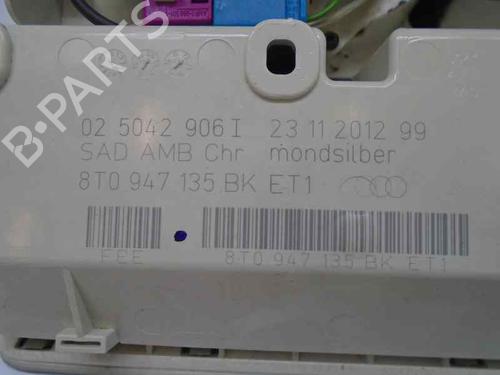 02 5042 906I 23 11 2012 99
SAD AMB Chr mondsilber
8T0 947 135 BK ET1
FEE 8T0 947 135 BK ET1
B-PARTS